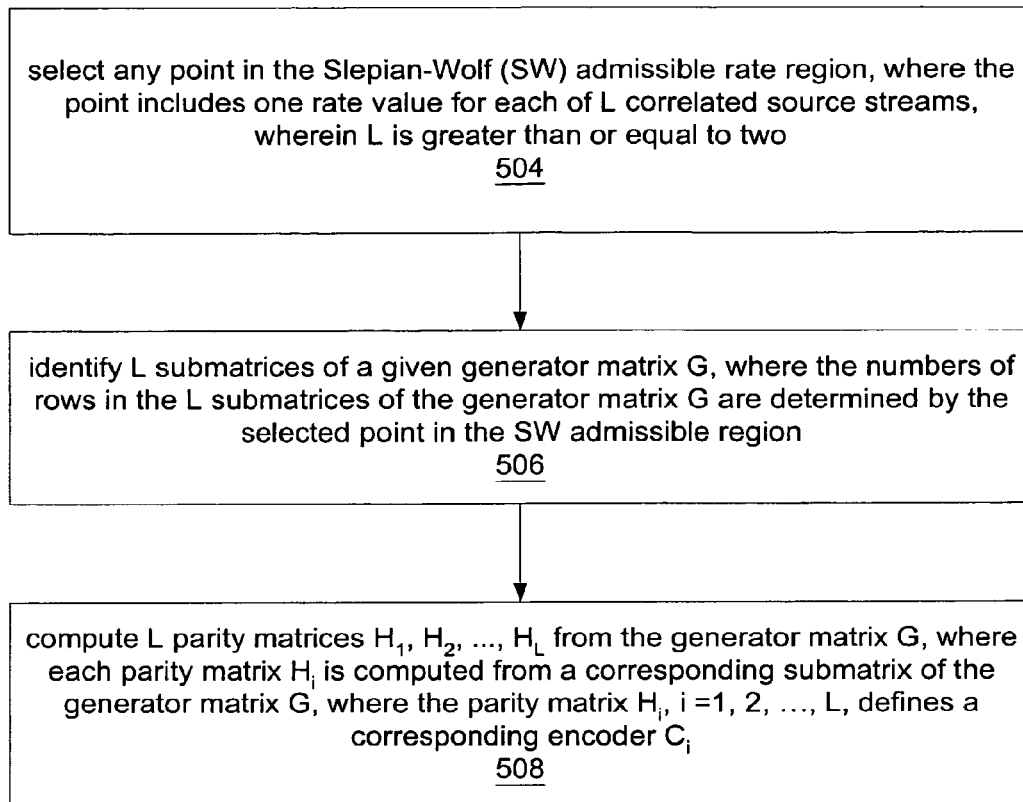 select any point in the Slepian-Wolf (SW) admissible rate region, where the
point includes one rate value for each of L correlated source streams,
wherein L is greater than or equal to two
504
identify L submatrices of a given generator matrix G, where the numbers of
rows in the L submatrices of the generator matrix G are determined by the
selected point in the SW admissible region
506
compute L parity matrices H₁, H₂, ..., H_L from the generator matrix G, where
each parity matrix Hᵢ is computed from a corresponding submatrix of the
generator matrix G, where the parity matrix Hᵢ, i =1, 2, ..., L, defines a
corresponding encoder Cᵢ
508